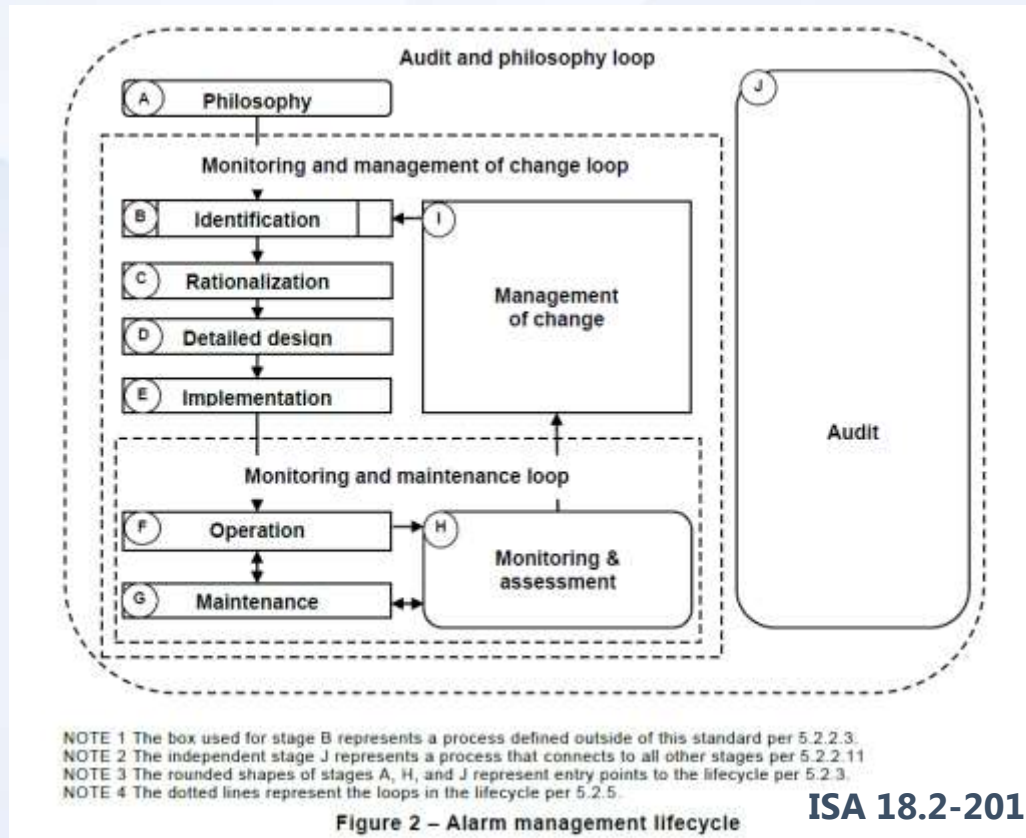 Audit and philosophy loop
A
Philosophy
J
Monitoring and management of change loop
B
Identification
I
C
Rationalization
Management
of change
D
Detailed design
E
Implementation
Audit
Monitoring and maintenance loop
F
Operation
H
Monitoring &
assessment
G
Maintenance
NOTE 1 The box used for stage B represents a process defined outside of this standard per 5.2.2.3.
NOTE 2 The independent stage J represents a process that connects to all other stages per 5.2.2.11
NOTE 3 The rounded shapes of stages A, H, and J represent entry points to the lifecycle per 5.2.3.
NOTE 4 The dotted lines represent the loops in the lifecycle per 5.2.5.
ISA 18.2-201
Figure 2 – Alarm management lifecycle